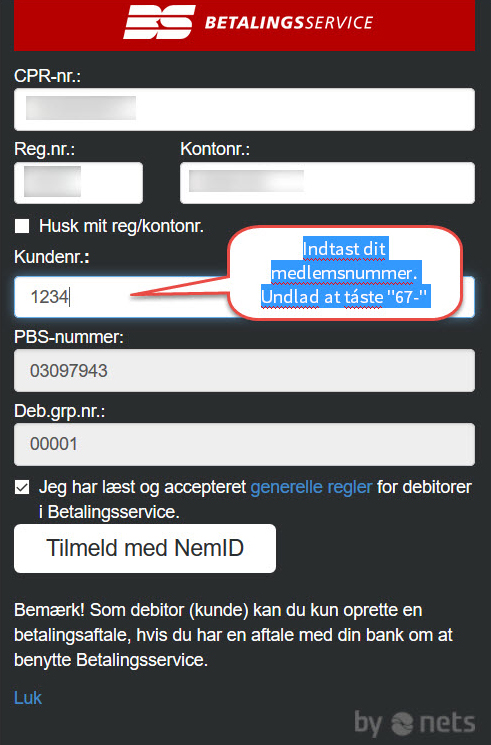 BS BETALINGSSERVICE
CPR-nr.:
Reg.nr.: Kontonr.:
Husk mit reg/kontonr.
Indtast dit
medlemsnummer.
Undlad at táste "67-"
Kundenr.:
1234
PBS-nummer:
03097943
Deb.grp.nr.:
00001
Jeg har læst og accepteret generelle regler for debitorer
i Betalingsservice.
Tilmeld med NemID
Bemærk! Som debitor (kunde) kan du kun oprette en
betalingsaftale, hvis du har en aftale med din bank om at
benytte Betalingsservice.
Luk
by nets